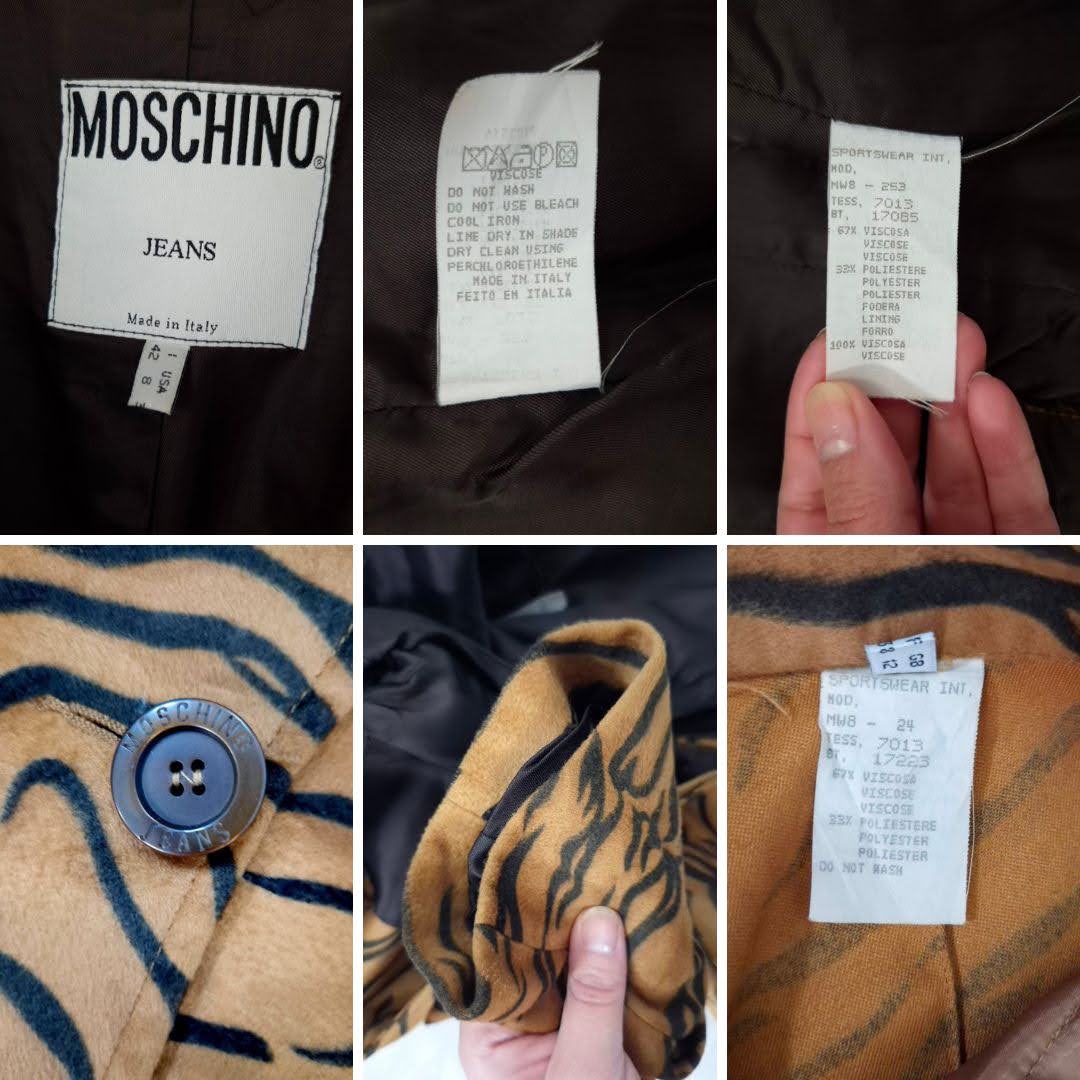 MOSCHINO®
JEANS
Made in Italy
I USA
42 8
VISCOSE
DO NOT WASH
DO NOT USE BLEACH
COOL IRON
LINE DRY IN SHADE
DRY CLEAN USING
PERCHLOROETHILENE
MADE IN ITALY
FEITO EM ITALIA
SPORTSWEAR INT,
MOD,
MW8 - 253
TESS, 7013
BT, 17085
67% VISCOSA
VISCOSE
VISCOSE
33% POLIESTERE
POLYESTER
POLIESTER
FODERA
LINING
FORRO
100% VISCOSA
VISCOSE
MOSCHINO
JEANS
F GB
38 12
SPORTSWEAR INT,
MOD,
MW8 - 24
TESS, 7013
BT, 17223
67% VISCOSA
VISCOSE
VISCOSE
33% POLIESTERE
POLYESTER
POLIESTER
DO NOT WASH